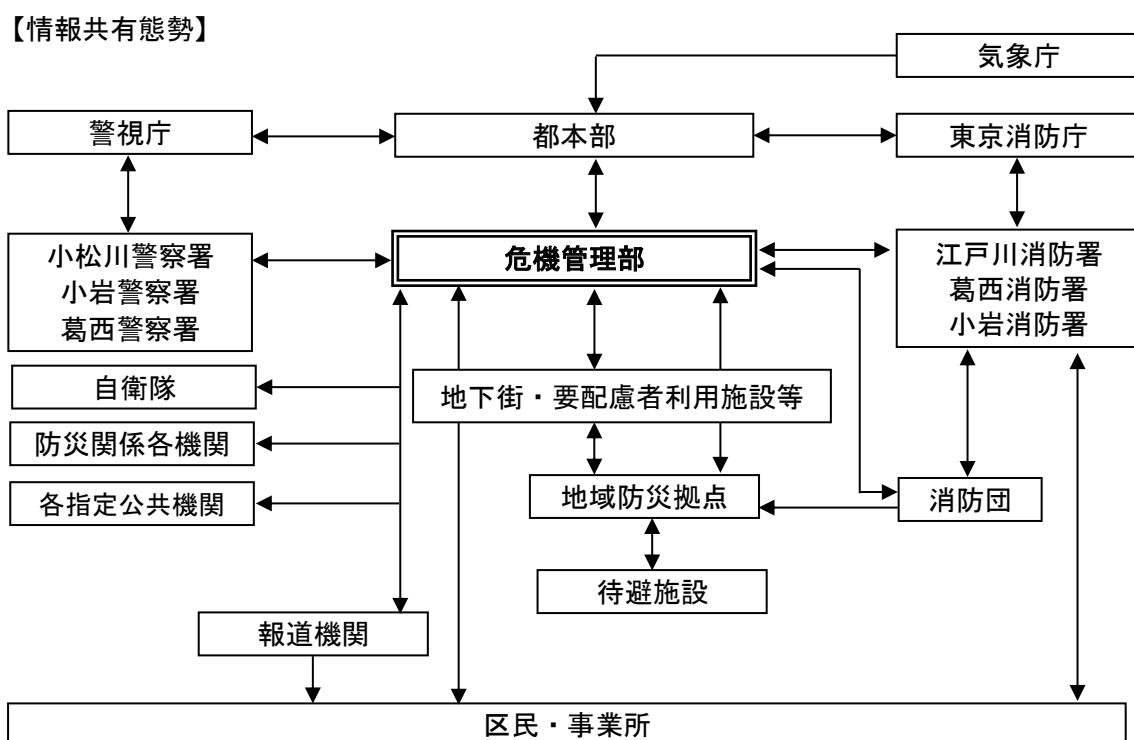 【情報共有態勢】
気象庁
警視庁
都本部
東京消防庁
小松川警察署
小岩警察署
葛西警察署
危機管理部
江戸川消防署
葛西消防署
小岩消防署
自衛隊
地下街・要配慮者利用施設等
防災関係各機関
各指定公共機関
地域防災拠点
消防団
待避施設
報道機関
区民・事業所